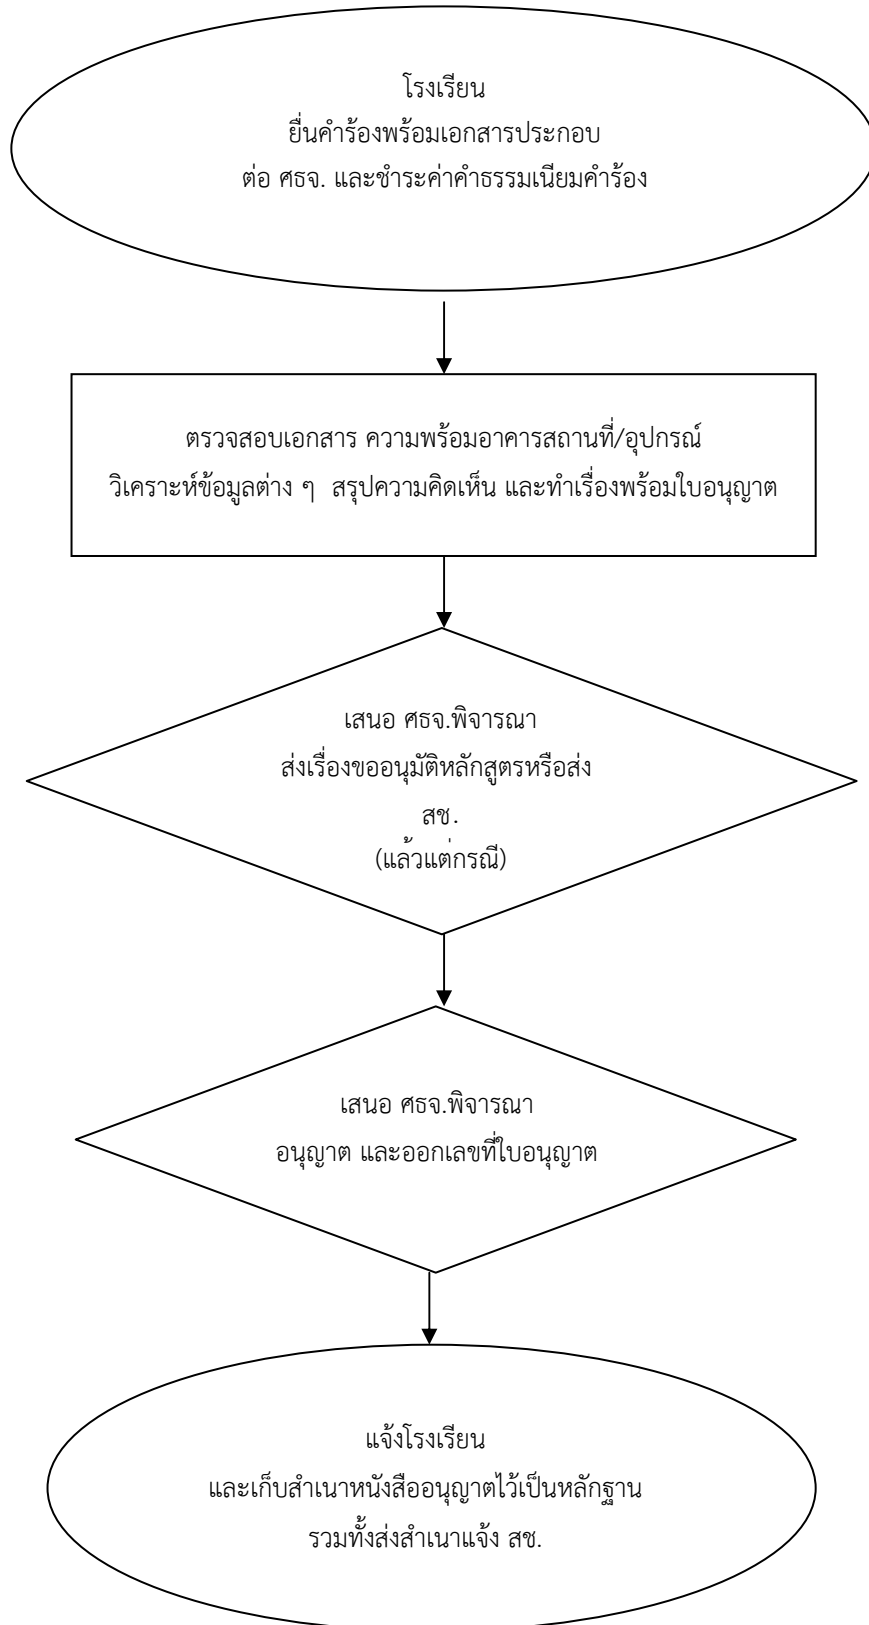 โรงเรียน
ยื่นคำร้องพร้อมเอกสารประกอบ
ต่อ ศธจ. และชำระค่าคำธรรมเนียมคำร้อง
ตรวจสอบเอกสาร ความพร้อมอาคารสถานที่/อุปกรณ์
วิเคราะห์ข้อมูลต่าง ๆ  สรุปความคิดเห็น และทำเรื่องพร้อมใบอนุญาต
เสนอ ศธจ.พิจารณา
ส่งเรื่องขออนุมัติหลักสูตรหรือส่ง
สช.
(แล้วแต่กรณี)
เสนอ ศธจ.พิจารณา
อนุญาต และออกเลขที่ใบอนุญาต
แจ้งโรงเรียน
และเก็บสำเนาหนังสืออนุญาตไว้เป็นหลักฐาน
รวมทั้งส่งสำเนาแจ้ง สช.